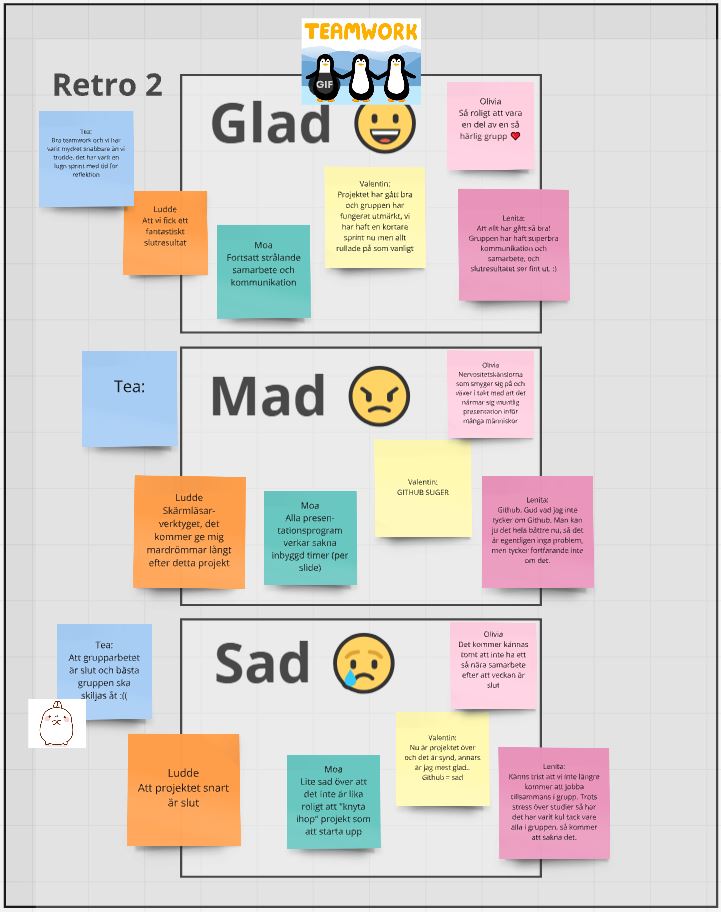 TEAMWORK
GIF
Retro 2
Glad
Tea:
Bra teamwork och vi har
varit mycket snabbare än vi
trodde, det har varit en
lugn sprint med tid för
reflektion
Ludde
Att vi fick ett
fantastiskt
slutresultat
Moa
Fortsatt strålande
samarbete och
kommunikation
Valentin:
Projektet har gått bra
och gruppen har
fungerat utmärkt, vi
har haft en kortare
sprint nu men allt
rullade på som vanligt
Olivia
Så roligt att vara
en del av en så
härlig grupp ❤
Lenita:
Att allt har gått så bra!
Gruppen har haft superbra
kommunikation och
samarbete, och
slutresultatet ser fint ut, :)
Mad
Tea:
Ludde
Skärmläsar-
verktyget, det
kommer ge mig
mardrömmar långt
efter detta projekt
Moa
Alla presen-
tationsprogram
verkar sakna
inbyggd timer (per
slide)
Valentin:
GITHUB SUGER
Olivia
Nervositetskänslorna
som smyger sig på och
växer i takt med att det
närmar sig muntlig
presentation inför
många människor
Lenita:
Github. Gud vad jag inte
tycker om Github. Man kan
ju det hela bättre nu, så det
är egentligen inga problem,
men tycker fortfarande inte
om det.
Sad
Tea:
Att grupparbetet
är slut och bästa
gruppen ska
skiljas åt :((
Ludde
Att projektet snart
är slut
Moa
Lite sad över att
det inte är lika
roligt att "knyta
ihop" projekt som
att starta upp
Valentin:
Nu är projektet över
och det är synd, annars
är jag mest glad..
Github = sad
Olivia
Det kommer kännas
tomt att inte ha ett
så nära samarbete
efter att veckan är
slut
Lenita:
Känns trist att vi inte längre
kommer att jobba
tillsammans i grupp. Trots
stress över studier så har
det har varit kul tack vare
alla i gruppen, så kommer
att sakna det.